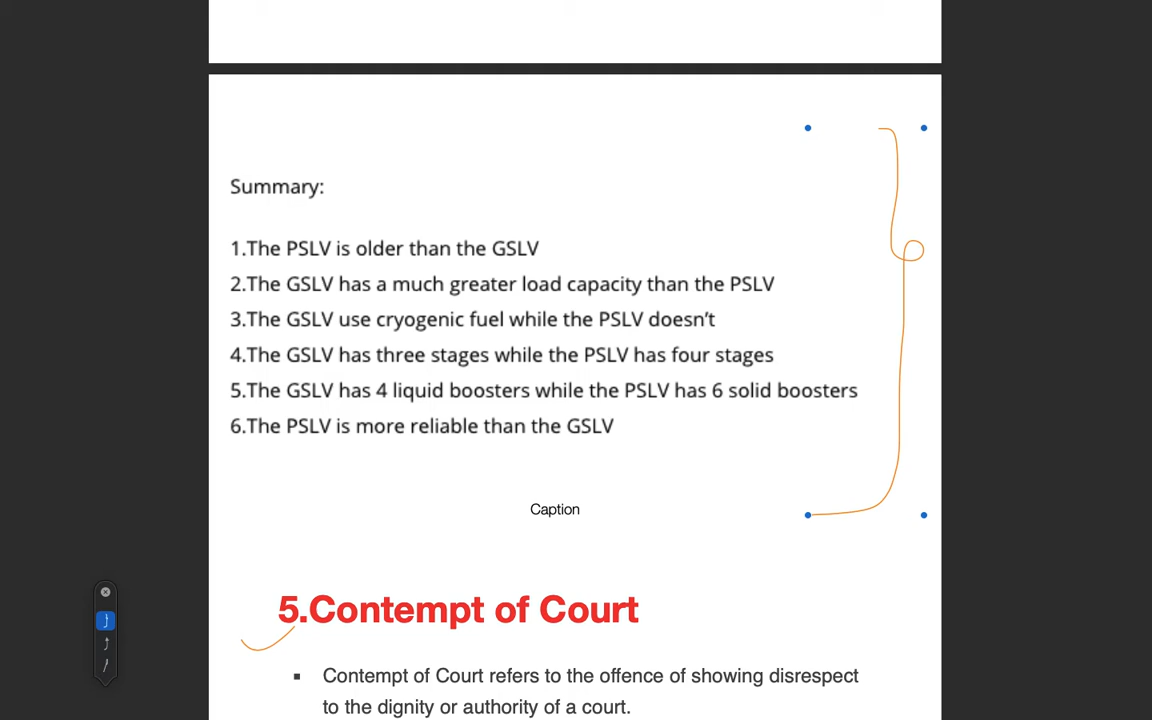 Summary:
1.The PSLV is older than the GSLV
2.The GSLV has a much greater load capacity than the PSLV
3.The GSLV use cryogenic fuel while the PSLV doesn't
4.The GSLV has three stages while the PSLV has four stages
5.The GSLV has 4 liquid boosters while the PSLV has 6 solid boosters
6.The PSLV is more reliable than the GSLV
Caption
5.Contempt of Court
▪ Contempt of Court refers to the offence of showing disrespect
to the dignity or authority of a court.